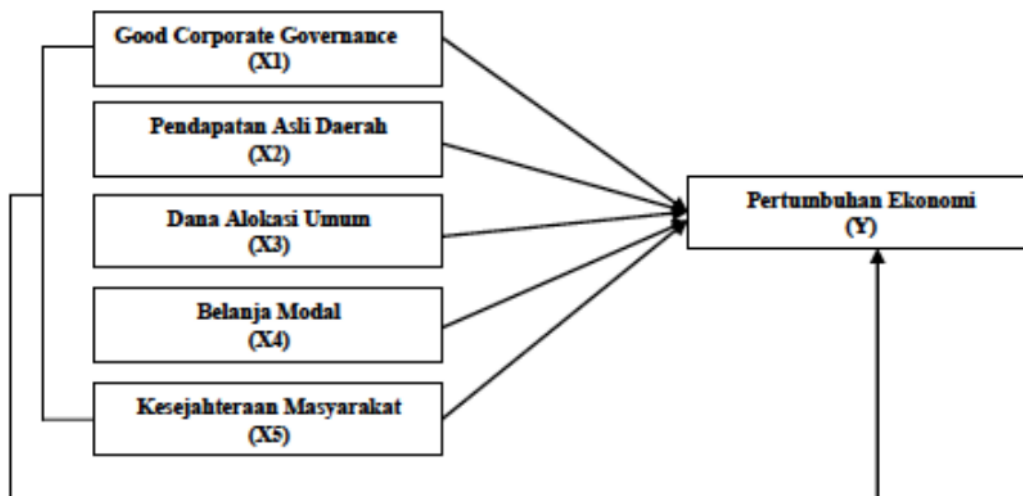 Good Corporate Governance
(X1)
Pendapatan Asli Daerah
(X2)
Dana Alokasi Umum
(X3)
Belanja Modal
(X4)
Kesejahteraan Masyarakat
(X5)
Pertumbuhan Ekonomi
(Y)